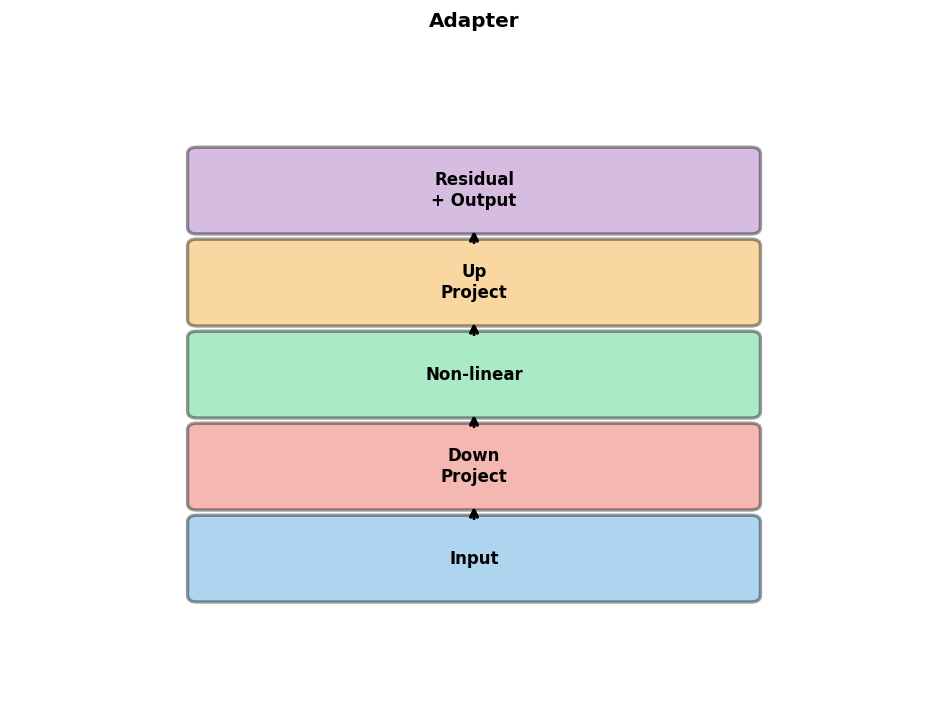 Adapter
Residual
+ Output
Up
Project
Non-linear
Down
Project
Input